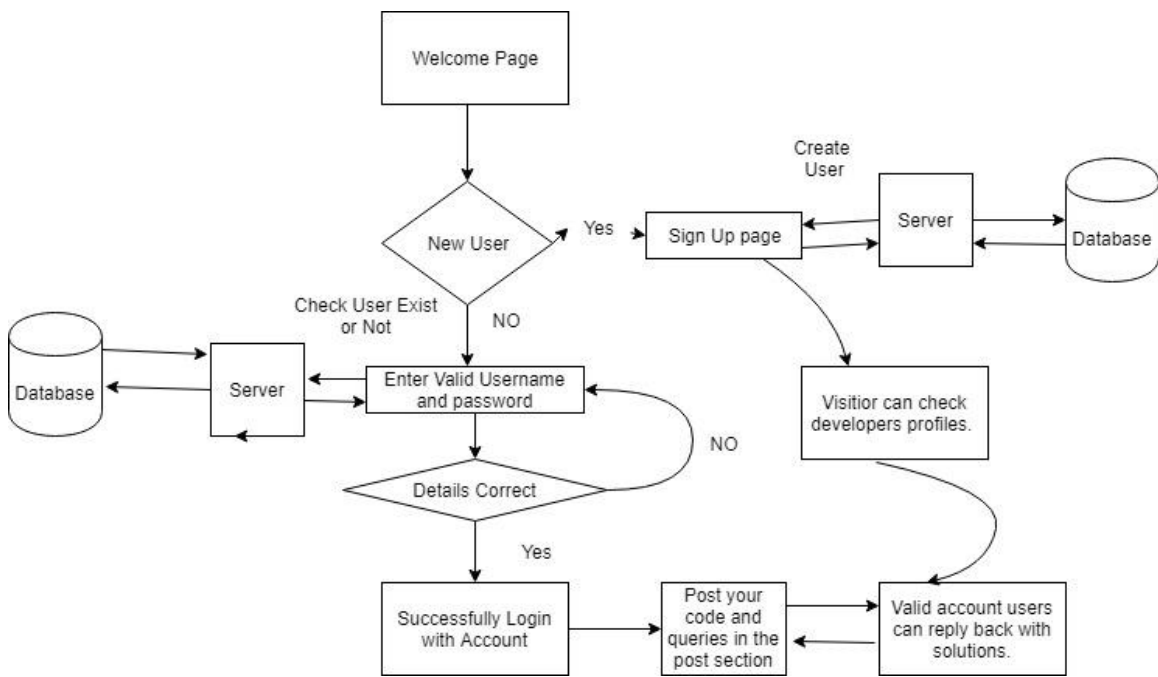 Welcome Page
Create
User
New User
Yes
Sign Up page
Server
Database
Check User Exist
or Not
NO
Database
Server
Enter Valid Username
and password
Visitior can check
developers profiles.
NO
Details Correct
Yes
Successfully Login
with Account
Post your
code and
queries in the
post section
Valid account users
can reply back with
solutions.